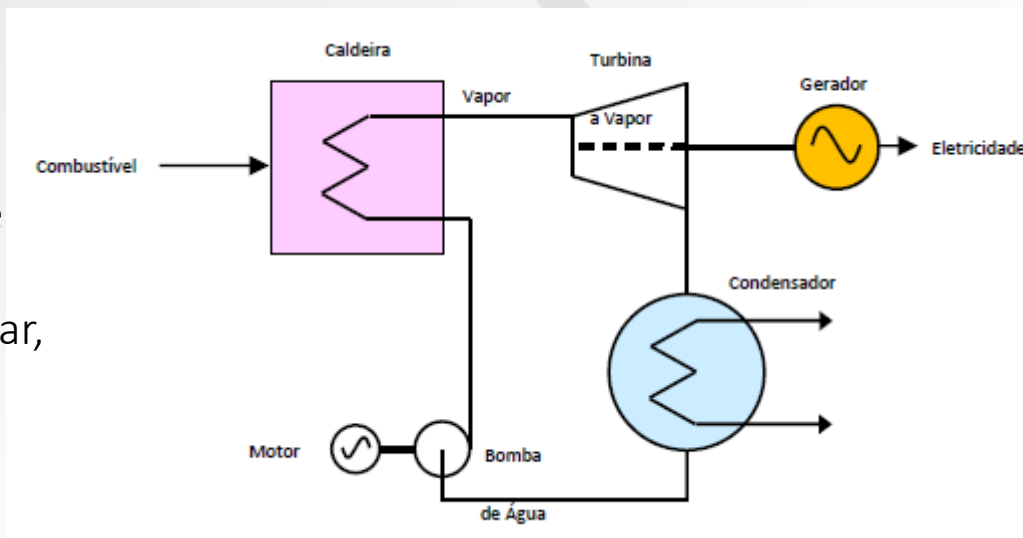 Caldeira
Turbina
Gerador
Vapor
a Vapor
Combustível
Eletricidade
ar,
Condensador
Motor
Bomba
de Água